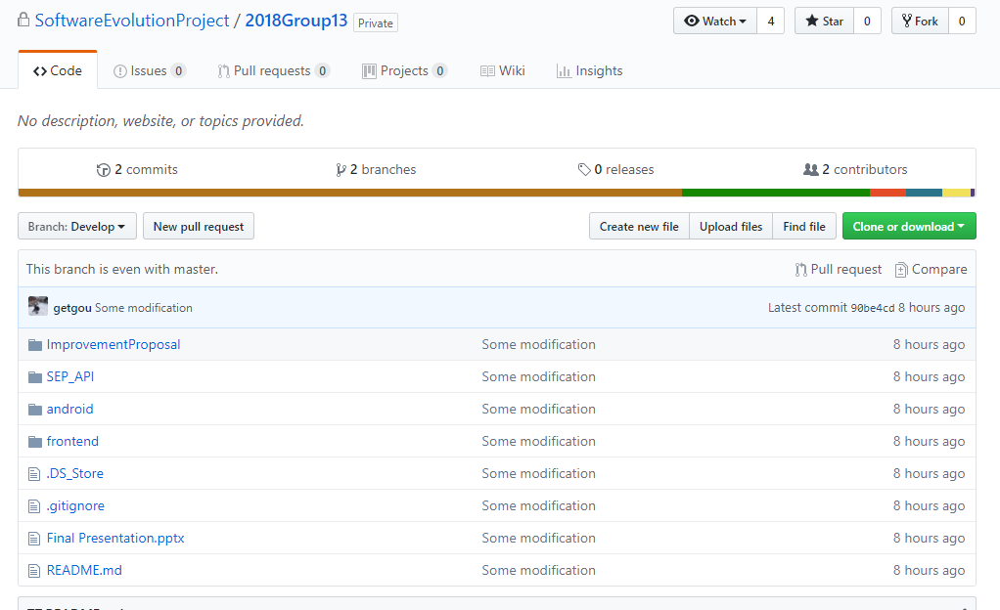 SoftwareEvolutionProject / 2018Group13 Private Watch 4 Star 0 Fork 0
Code Issues 0 Pull requests 0 Projects 0 Wiki Insights
No description, website, or topics provided.
2 commits 2 branches 0 releases 2 contributors
Branch: Develop New pull request Create new file Upload files Find file Clone or download
This branch is even with master. Pull request Compare
getgou Some modification Latest commit 90be4cd 8 hours ago
ImprovementProposal Some modification 8 hours ago
SEP_API Some modification 8 hours ago
android Some modification 8 hours ago
frontend Some modification 8 hours ago
.DS_Store Some modification 8 hours ago
.gitignore Some modification 8 hours ago
Final Presentation.pptx Some modification 8 hours ago
README.md Some modification 8 hours ago